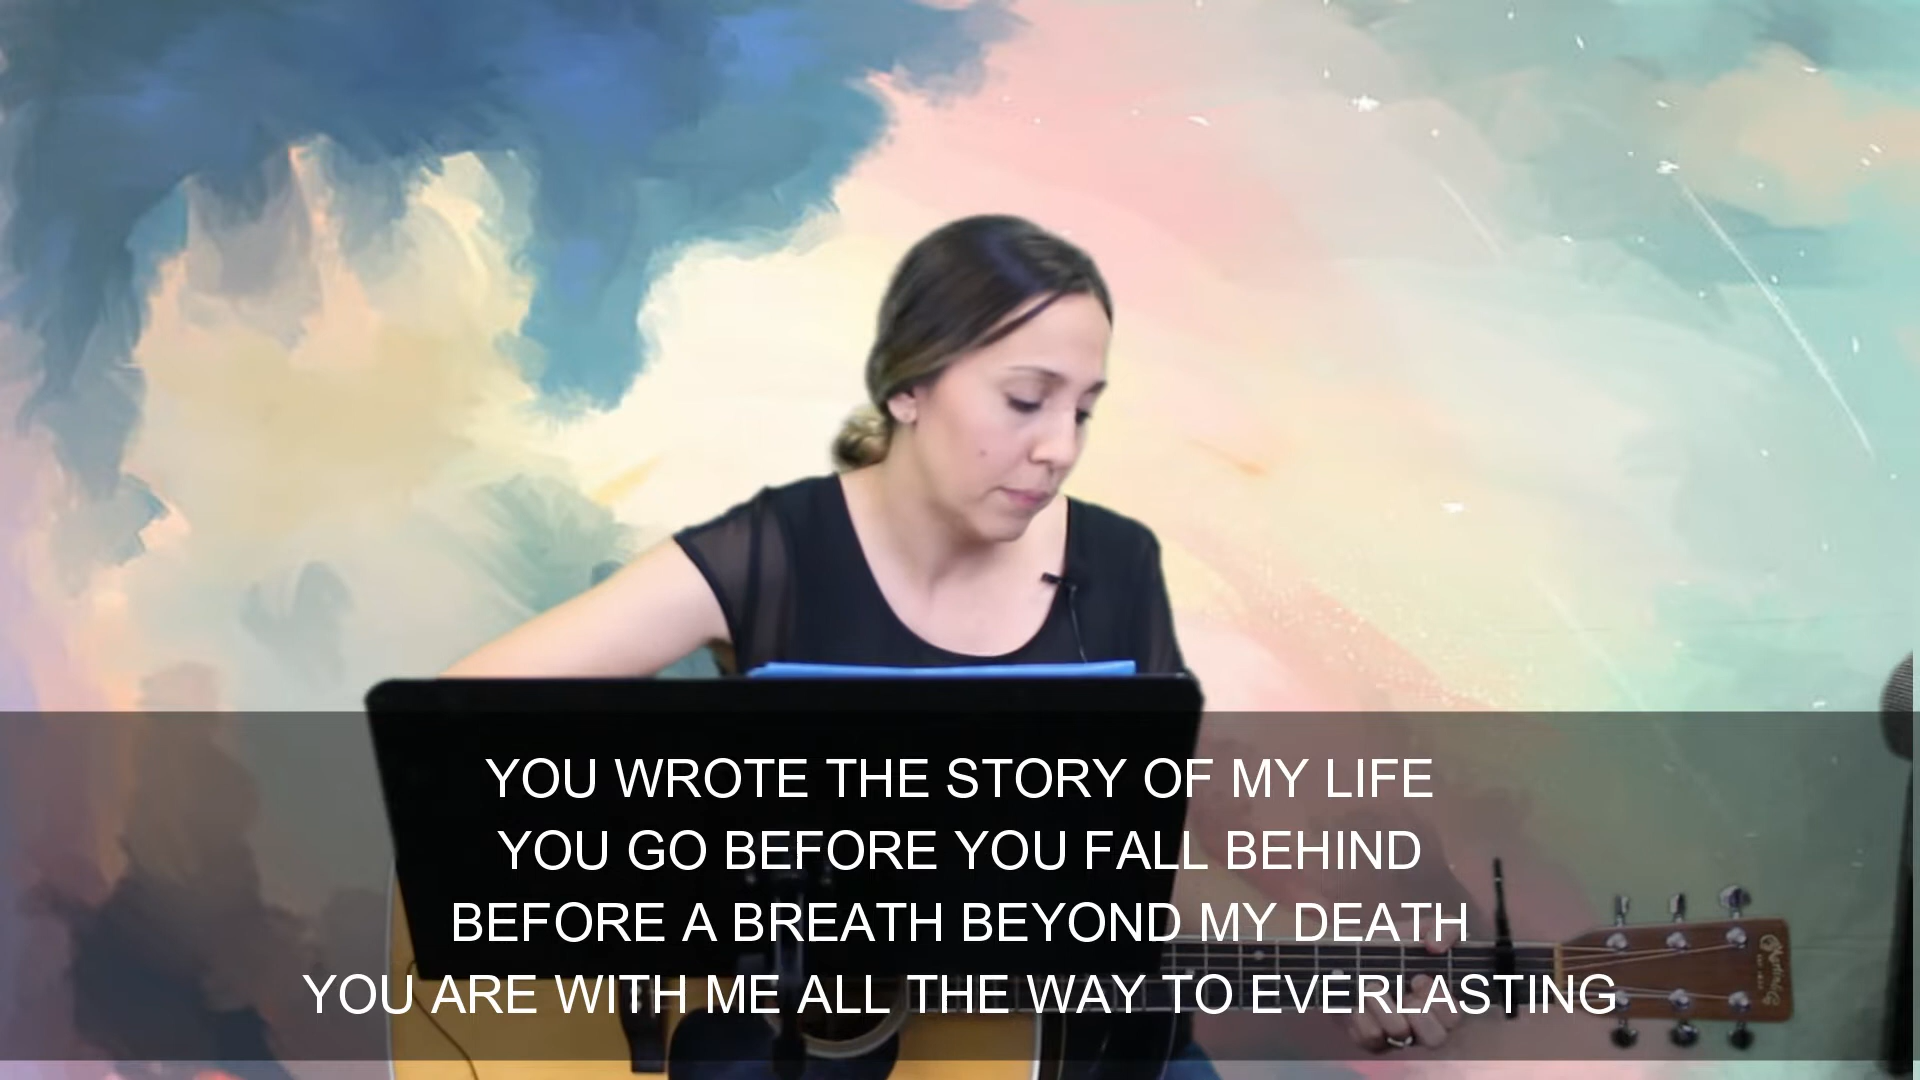 YOU WROTE THE STORY OF MY LIFE
YOU GO BEFORE YOU FALL BEHIND
BEFORE A BREATH BEYOND MY DEATH
YOU ARE WITH ME ALL THE WAY TO EVERLASTING